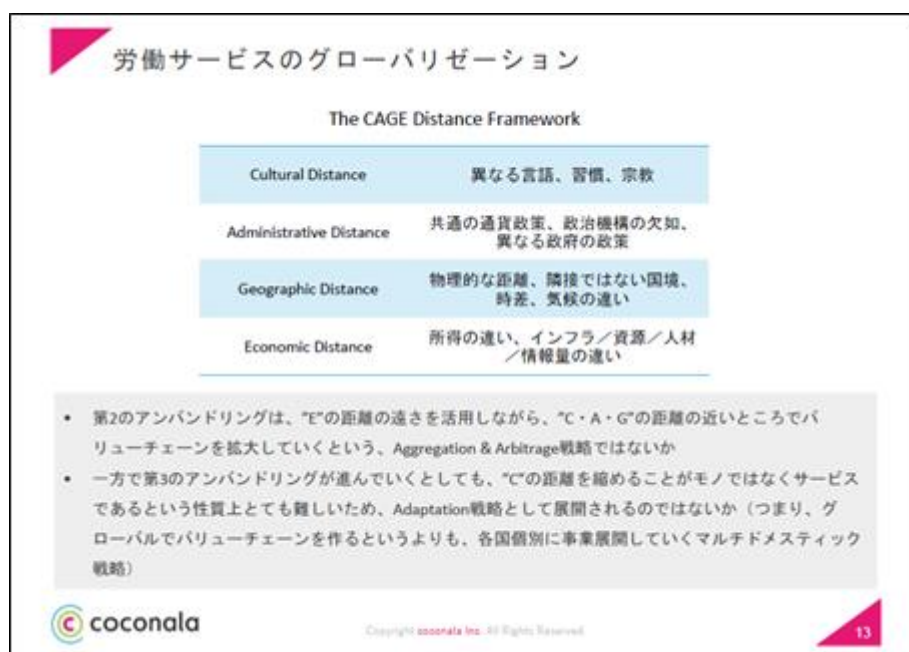 労働サービスのグローバリゼーション
The CAGE Distance Framework
Cultural Distance
異なる言語、習慣、宗教
Administrative Distance
共通の通貨政策、政治機構の欠如、
異なる政府の政策
Geographic Distance
物理的な距離、隣接ではない国境、
時差、気候の違い
Economic Distance
所得の違い、インフラ／資源／人材
／情報量の違い
• 第2のアンバンドリングは、"E"の距離の遠さを活用しながら、"C・A・G"の距離の近いところでバ
リューチェーンを拡大していくという、Aggregation & Arbitrage戦略ではないか
• 一方で第3のアンバンドリングが進んでいくとしても、"C"の距離を縮めることがモノではなくサービス
であるという性質上とても難しいため、Adaptation戦略として展開されるのではないか（つまり、グ
ローバルでバリューチェーンを作るというよりも、各国個別に事業展開していくマルチドメスティック
戦略）
coconala
Copyright coconala Inc. All Rights Reserved.
13